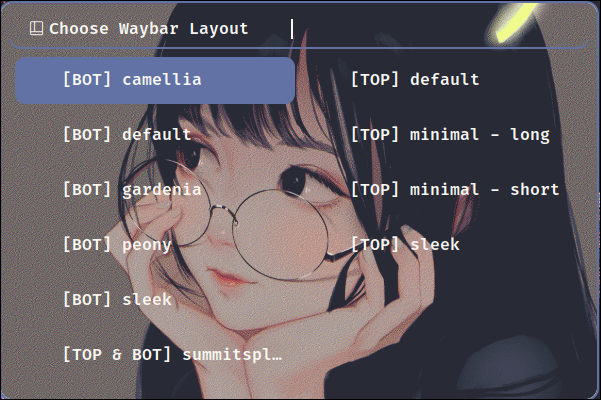 Choose Waybar Layout
[BOT] camellia
[BOT] default
[BOT] gardenia
[BOT] peony
[BOT] sleek
[TOP & BOT] summitspl…
[TOP] default
[TOP] minimal - long
[TOP] minimal - short
[TOP] sleek